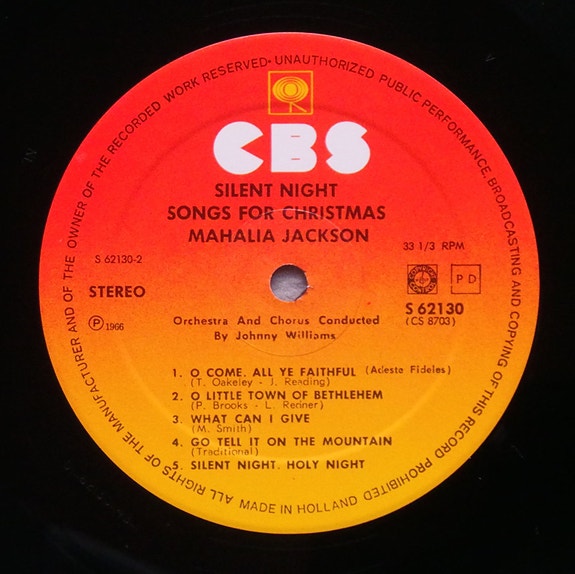 ALL RIGHTS OF THE MANUFACTURER AND OF THE OWNER OF THE RECORDED WORK RESERVED · UNAUTHORIZED PUBLIC PERFORMANCE, BROADCASTING AND COPYING OF THIS RECORD PROHIBITED
CBS
SILENT NIGHT
SONGS FOR CHRISTMAS
MAHALIA JACKSON
33 1/3 RPM
S 62130-2
PD
STEREO
S 62130
(CS 8703)
Ⓟ 1966
Orchestra And Chorus Conducted
By Johnny Williams
1. O COME, ALL YE FAITHFUL (Adeste Fideles)
(T. Oakeley - J. Reading)
2. O LITTLE TOWN OF BETHLEHEM
(P. Brooks - L. Redner)
3. WHAT CAN I GIVE
(M. Smith)
4. GO TELL IT ON THE MOUNTAIN
(Traditional)
5. SILENT NIGHT, HOLY NIGHT
MADE IN HOLLAND